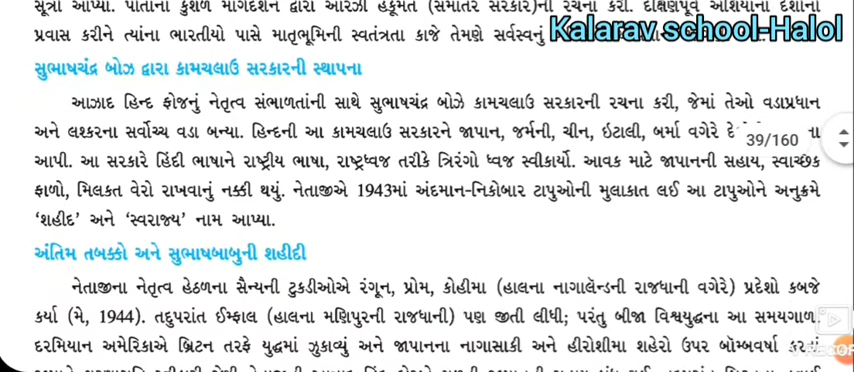 સૂત્રો આપ્યા. પોતાના કુશળ માર્ગદર્શન દ્વારા આરઝી હકૂમત (સમાંતર સરકાર)ની રચના કરી. દક્ષિણપૂર્વ એશિયાના દેશોનો
પ્રવાસ કરીને ત્યાંના ભારતીયો પાસે માતૃભૂમિની સ્વતંત્રતા કાજે તેમણે સર્વસ્વનું
Kalarav school-Halol
સુભાષચંદ્ર બોઝ દ્વારા કામચલાઉ સરકારની સ્થાપના
આઝાદ હિન્દ ફોજનું નેતૃત્વ સંભાળતાંની સાથે સુભાષચંદ્ર બોઝે કામચલાઉ સરકારની રચના કરી, જેમાં તેઓ વડાપ્રધાન
અને લશ્કરના સર્વોચ્ચ વડા બન્યા. હિન્દની આ કામચલાઉ સરકારને જાપાન, જર્મની, ચીન, ઇટાલી, બર્મા વગેરે
39/160
આપી. આ સરકારે હિંદી ભાષાને રાષ્ટ્રીય ભાષા, રાષ્ટ્રધ્વજ તરીકે ત્રિરંગો ધ્વજ સ્વીકાર્યો. આવક માટે જાપાનની સહાય, સ્વૈચ્છિક
ફાળો, મિલકત વેરો રાખવાનું નક્કી થયું. નેતાજીએ 1943માં અંદમાન-નિકોબાર ટાપુઓની મુલાકાત લઈ આ ટાપુઓને અનુક્રમે
‘શહીદ’ અને ‘સ્વરાજ્ય’ નામ આપ્યા.
અંતિમ તબક્કો અને સુભાષબાબુની શહીદી
નેતાજીના નેતૃત્વ હેઠળના સૈન્યની ટુકડીઓએ રંગૂન, પ્રોમ, કોહીમા (હાલના નાગાલૅન્ડની રાજધાની વગેરે) પ્રદેશો કબજે
કર્યા (મે, 1944). તદુપરાંત ઈમ્ફાલ (હાલના મણિપુરની રાજધાની) પણ જીતી લીધી; પરંતુ બીજા વિશ્વયુદ્ધના આ સમયગાળા
દરમિયાન અમેરિકાએ બ્રિટન તરફે યુદ્ધમાં ઝુકાવ્યું અને જાપાનના નાગાસાકી અને હીરોશીમા શહેરો ઉપર બૉમ્બવર્ષા કરતાં